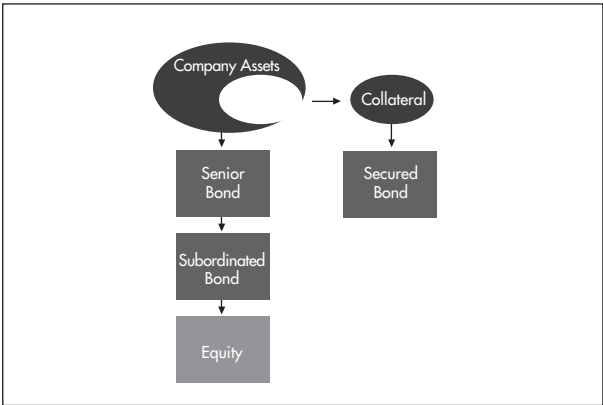 Company Assets
Collateral
Senior
Bond
Secured
Bond
Subordinated
Bond
Equity